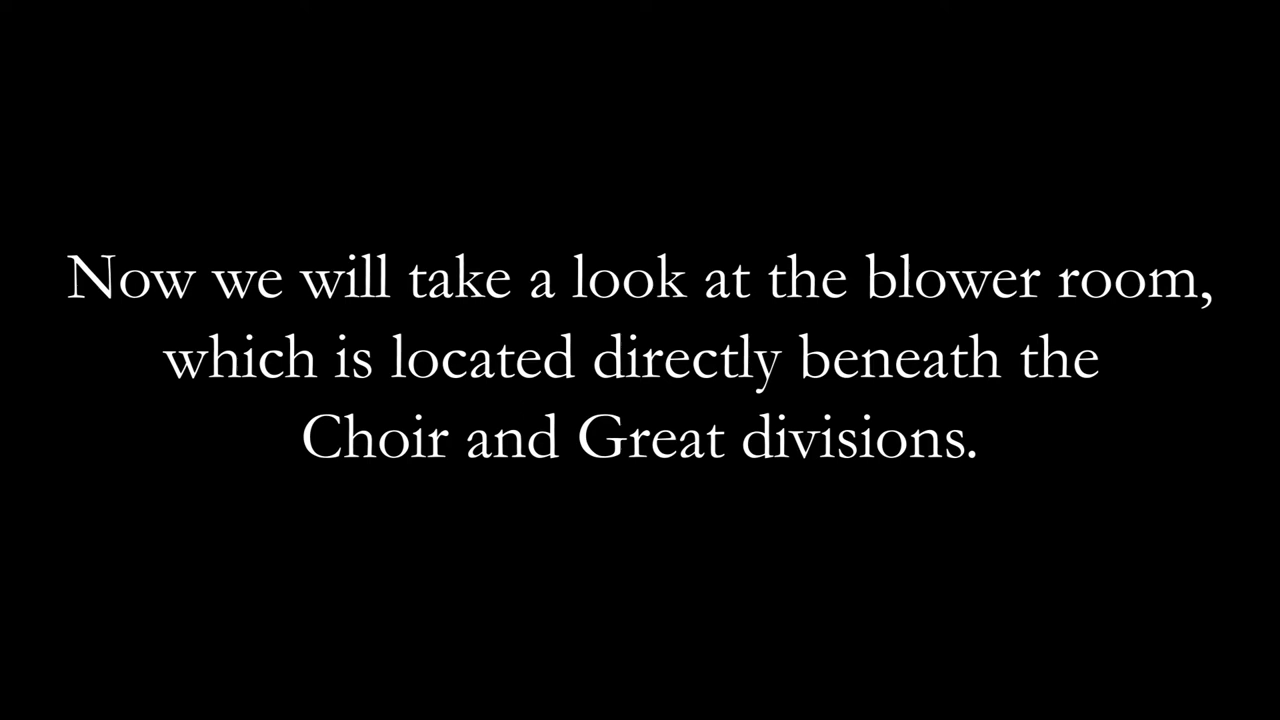 Now we will take a look at the blower room,
which is located directly beneath the
Choir and Great divisions.